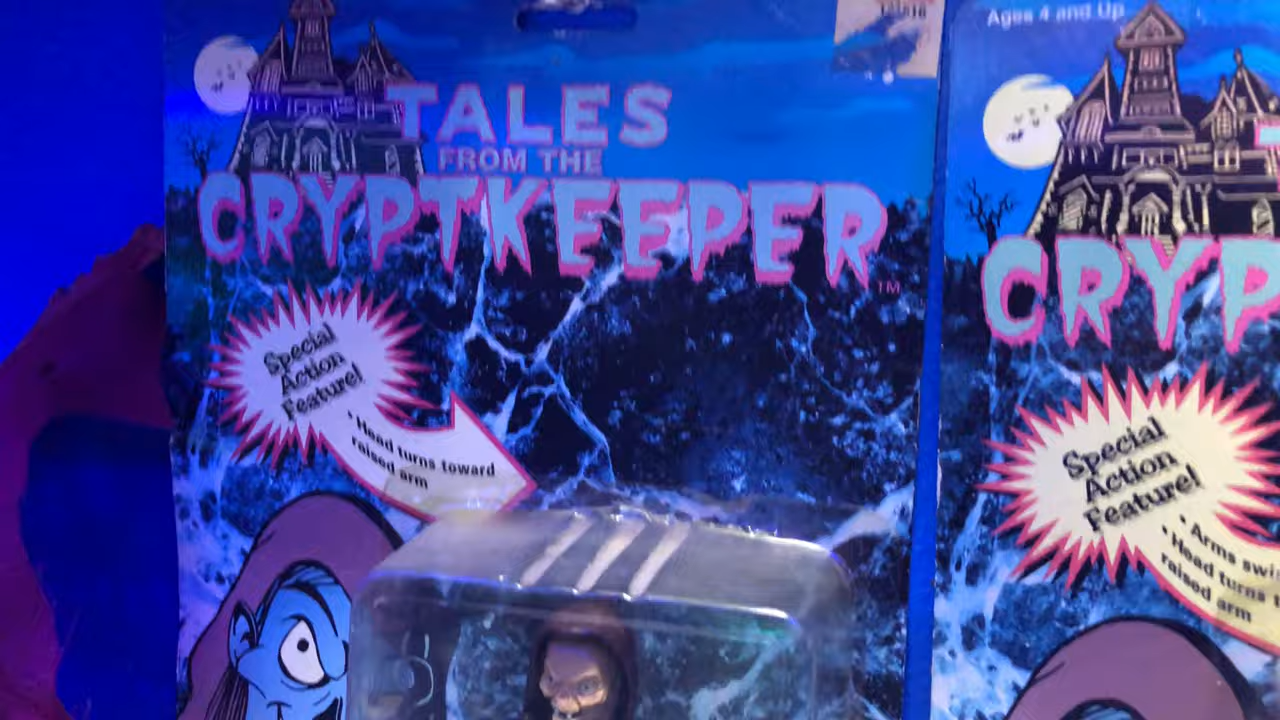 TALES
FROM THE
CRYPTKEEPER
TM
Special
Action
Feature!
• Head turns toward
raised arm
Ages 4 and Up
CRYP
Special
Action
Feature!
• Arms swi
• Head turns t
raised arm